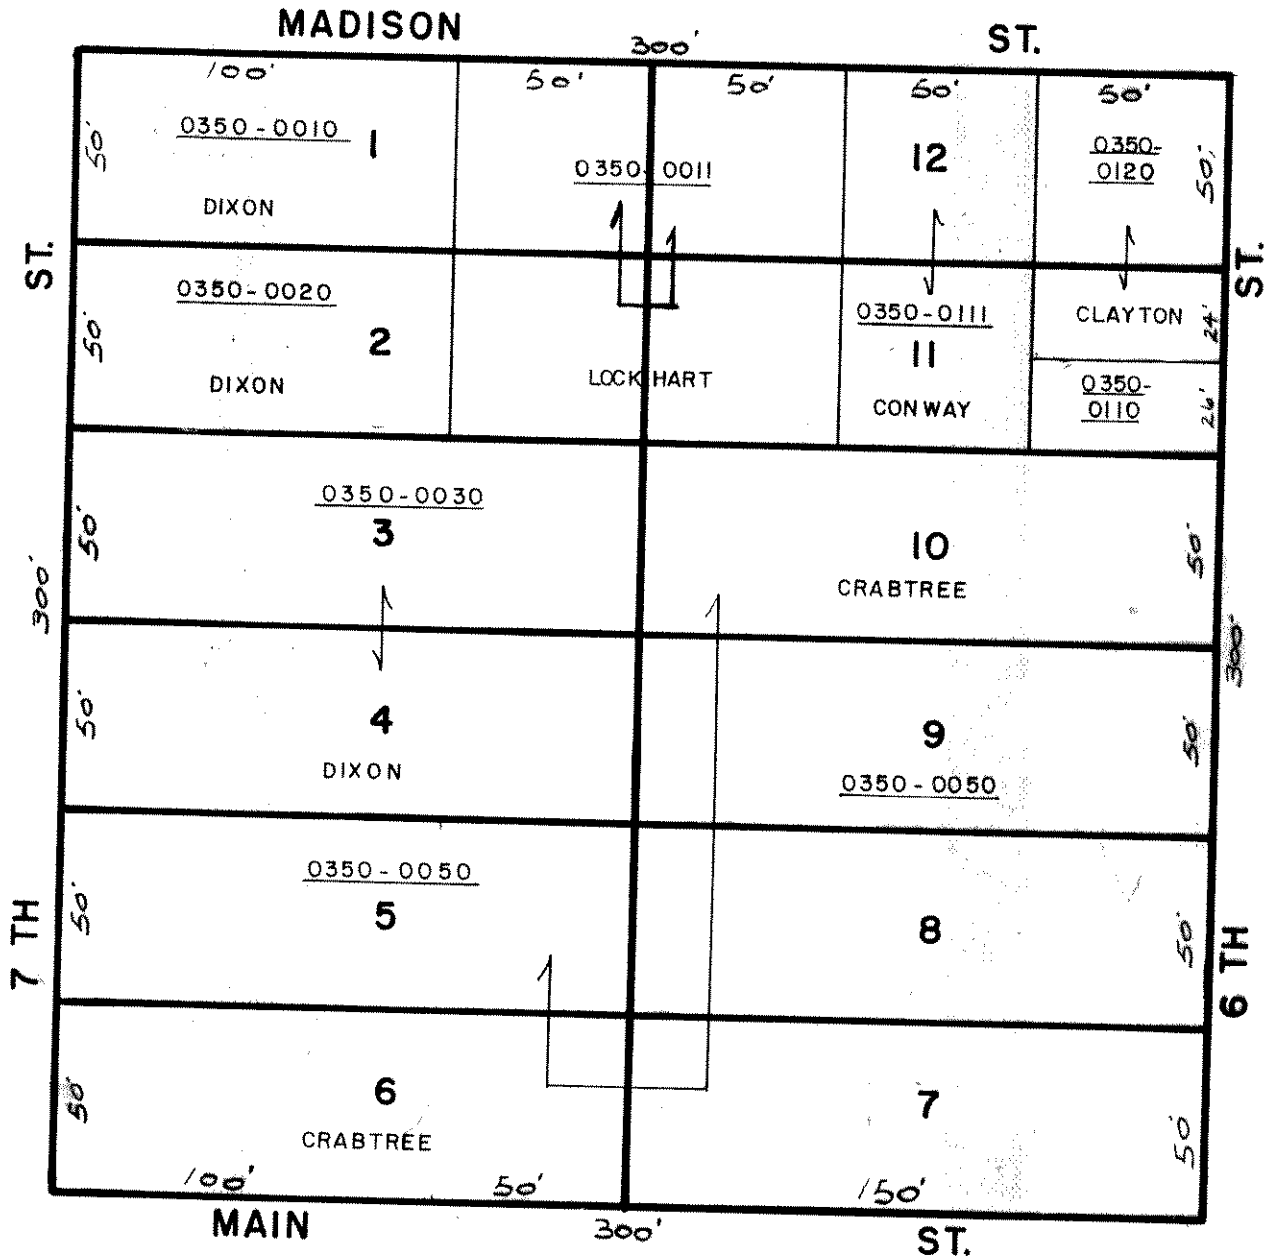 MADISON ST.
300'
100' 50' 50' 50' 50'
50'
0350-0010 1
DIXON
0350-0011
12
0350-
0120
50'
ST.
ST.
50'
0350-0020
2
DIXON
LOCKHART
0350-0111
11
CONWAY
CLAYTON
24'
0350-
0110
26'
50'
0350-0030
3
10
CRABTREE
50'
300'
300'
50'
4
DIXON
9
0350-0050
50'
7 TH
50'
0350-0050
5
8
50'
6 TH
50'
6
CRABTREE
7
50'
100' 50' 150'
MAIN ST.
300'